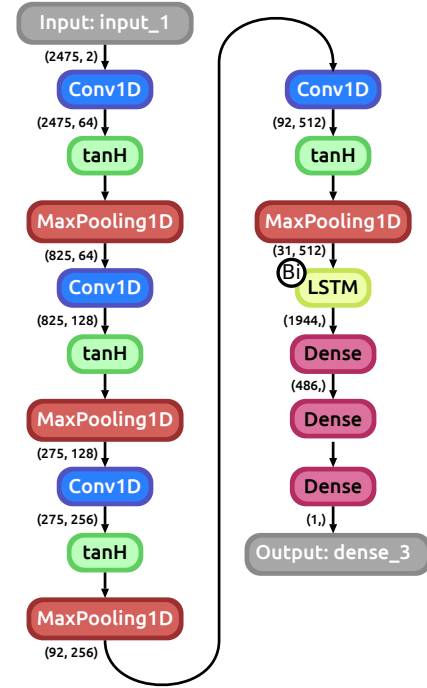 Input: input_1
(2475, 2)
Conv1D
(2475, 64)
tanH
MaxPooling1D
(825, 64)
Conv1D
(825, 128)
tanH
MaxPooling1D
(275, 128)
Conv1D
(275, 256)
tanH
MaxPooling1D
(92, 256)
Conv1D
(92, 512)
tanH
MaxPooling1D
(31, 512)
Bi
LSTM
(1944,)
Dense
(486,)
Dense
Dense
(1,)
Output: dense_3